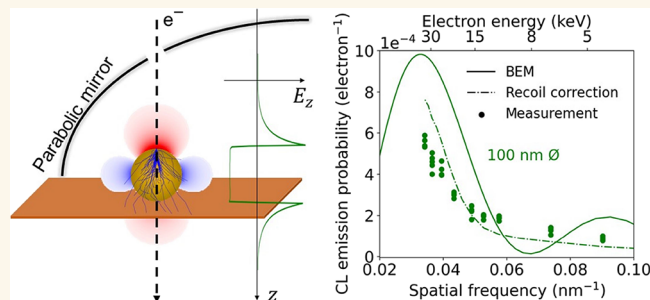 e⁻
Parabolic mirror
E_z
z
Electron energy (keV)
30 15 8 5
1e−4
10
8
6
4
2
0
CL emission probability (electron⁻¹)
BEM
Recoil correction
Measurement
100 nm Ø
0.02 0.04 0.06 0.08 0.10
Spatial frequency (nm⁻¹)